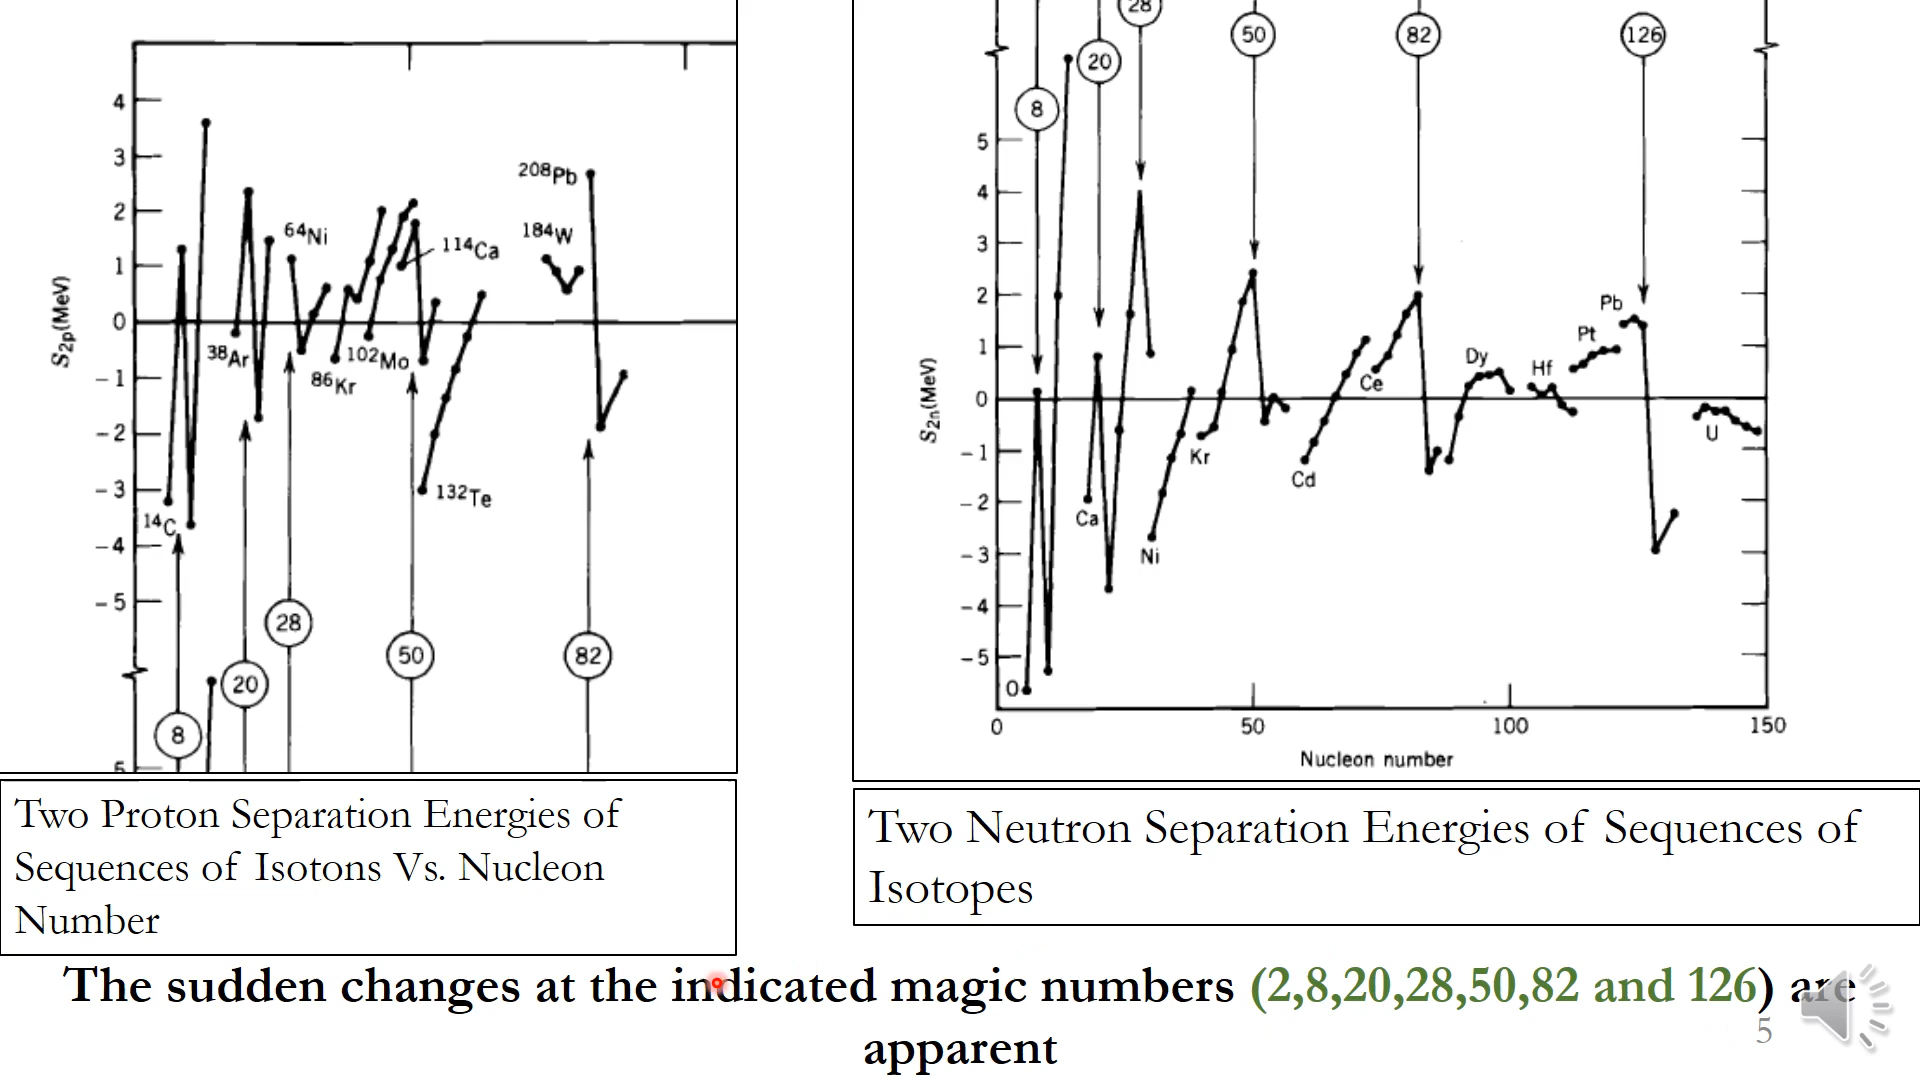 4
3
2
1
0
−1
−2
−3
−4
−5
5
S2p(MeV)
14C
38Ar
64Ni
86Kr
102Mo
114Ca
132Te
184W
208Pb
8
20
28
50
82
5
4
3
2
1
0
−1
−2
−3
−4
−5
S2n(MeV)
8
20
28
50
82
126
O
Ca
Ni
Kr
Cd
Ce
Dy
Hf
Pt
Pb
U
0 50 100 150
Nucleon number
Two Proton Separation Energies of
Sequences of Isotons Vs. Nucleon
Number
Two Neutron Separation Energies of Sequences of
Isotopes
The sudden changes at the indicated magic numbers (2,8,20,28,50,82 and 126) are
apparent
5